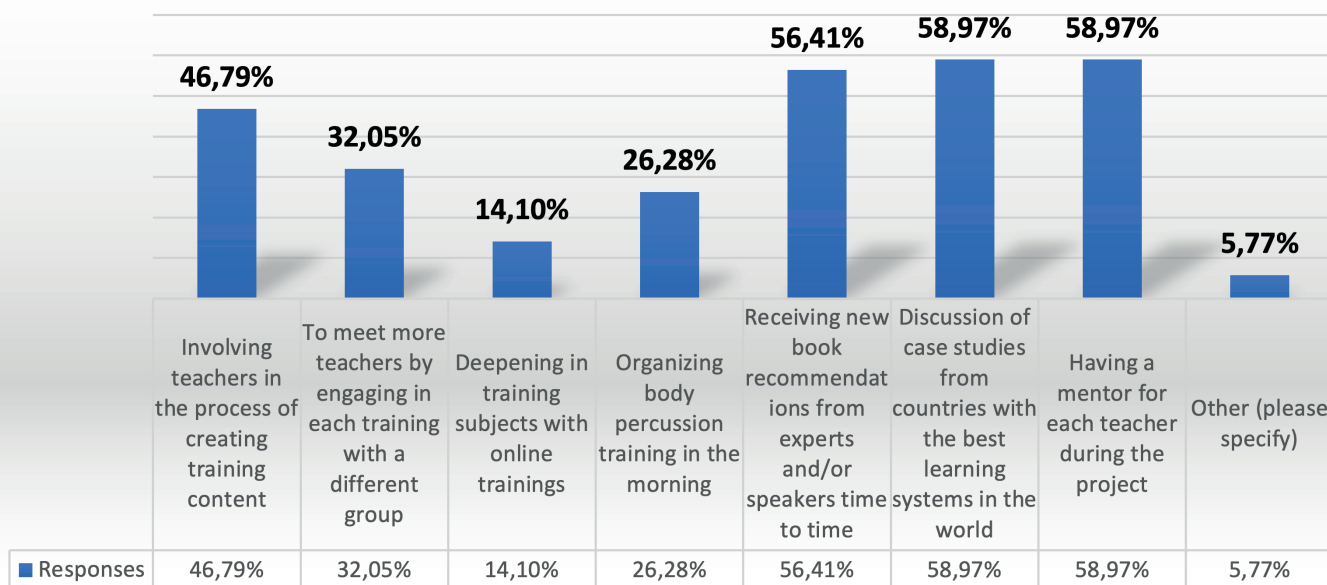 46,79%
32,05%
14,10%
26,28%
56,41%
58,97%
58,97%
5,77%
Involving
teachers in
the process of
creating
training
content
To meet more
teachers by
engaging in
each training
with a
different
group
Deepening in
training
subjects with
online
trainings
Organizing
body
percussion
training in the
morning
Receiving new
book
recommendat
ions from
experts
and/or
speakers time
to time
Discussion of
case studies
from
countries with
the best
learning
systems in the
world
Having a
mentor for
each teacher
during the
project
Other (please
specify)
Responses 46,79% 32,05% 14,10% 26,28% 56,41% 58,97% 58,97% 5,77%